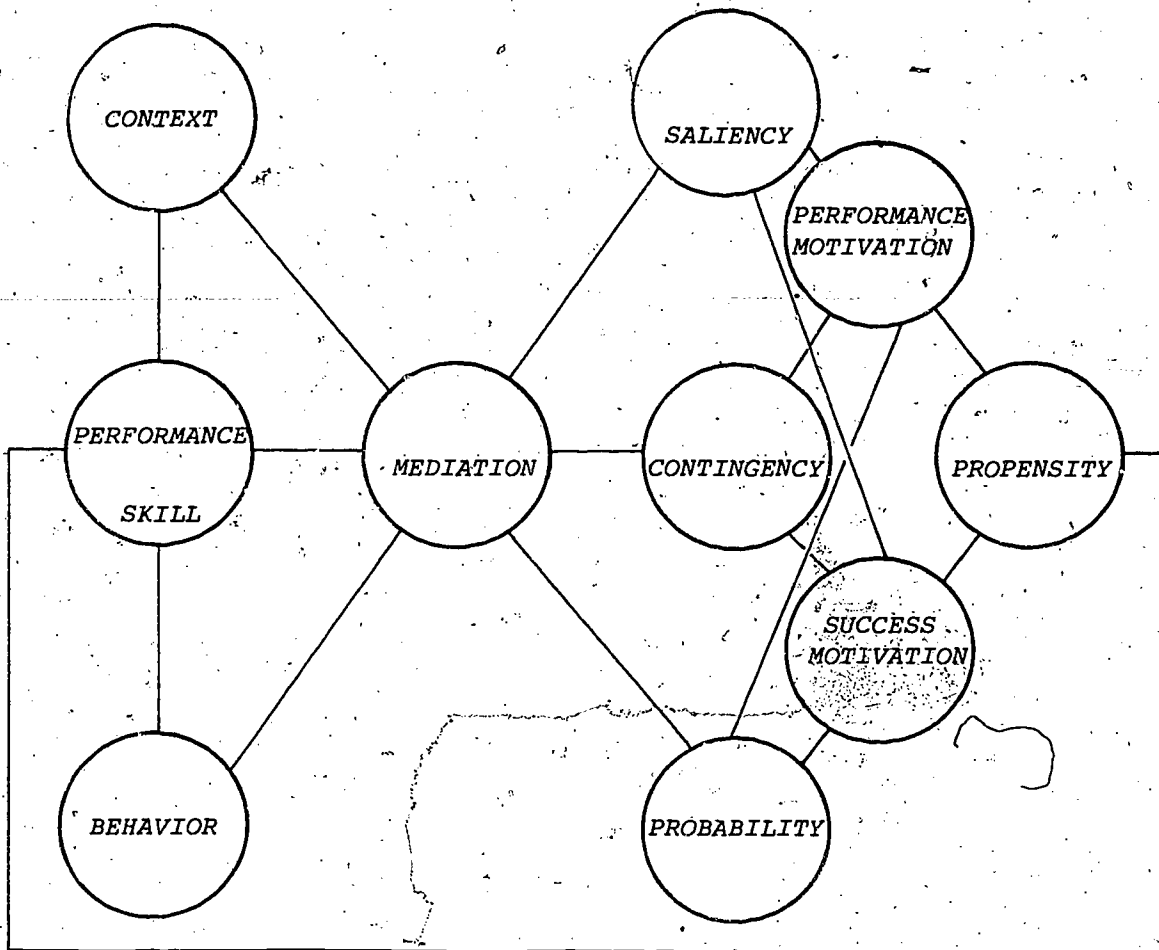 CONTEXT
SALIENCY
PERFORMANCE
MOTIVATION
PERFORMANCE
SKILL
MEDIATION
CONTINGENCY
PROPENSITY
SUCCESS
MOTIVATION
BEHAVIOR
PROBABILITY